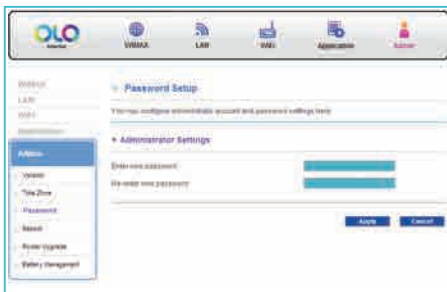 OLO
WiMAX
LAN
WiFi
Application
Admin
WiMAX
LAN
WiFi
Application
Admin
Version
Time Zone
Password
Reboot
Router Upgrade
Battery Management
Password Setup
You may configure administrator account and password settings here.
Administrator Settings
Enter new password
Re-enter new password
Apply
Cancel